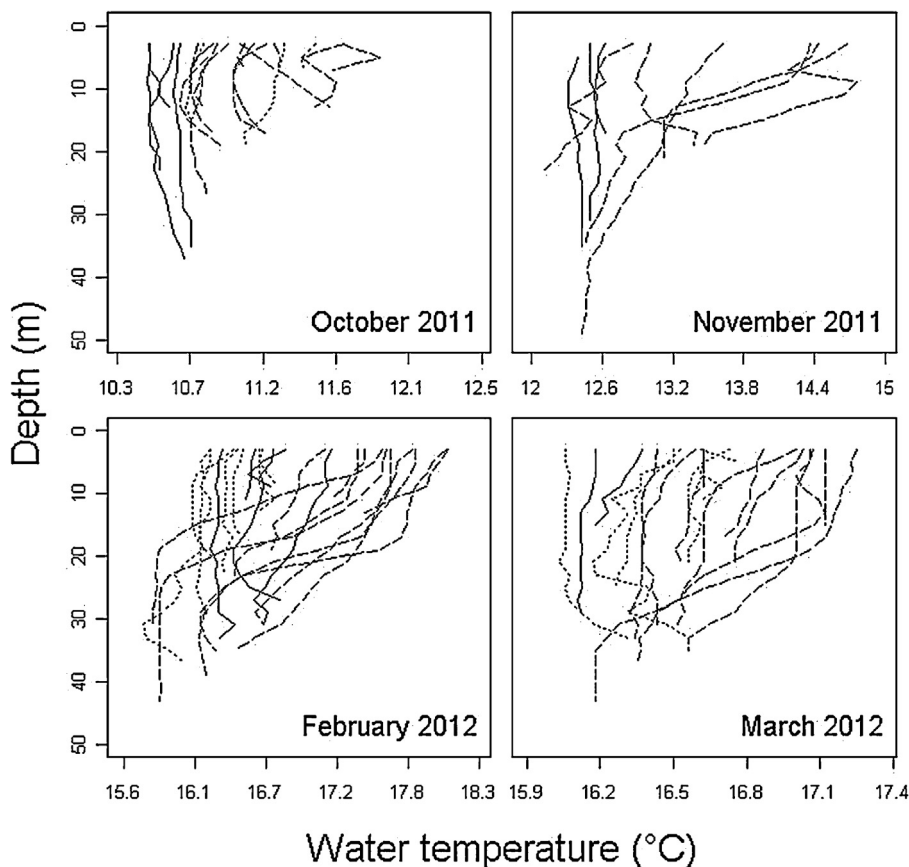 0
10
20
30
40
50
October 2011
10.3 10.7 11.2 11.6 12.1 12.5
November 2011
12 12.6 13.2 13.8 14.4 15
Depth (m)
0
10
20
30
40
50
February 2012
15.6 16.1 16.7 17.2 17.8 18.3
March 2012
15.9 16.2 16.5 16.8 17.1 17.4
Water temperature (°C)